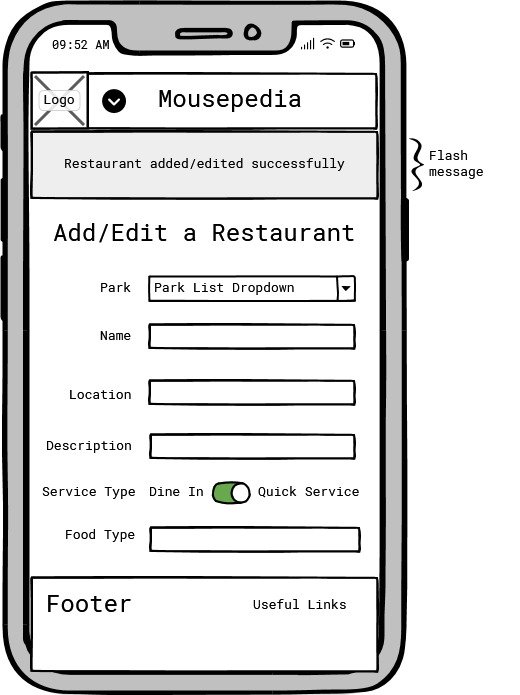 09:52 AM
Logo
Mousepedia
Restaurant added/edited successfully
Flash
message
Add/Edit a Restaurant
Park
Park List Dropdown
Name
Location
Description
Service Type Dine In Quick Service
Food Type
Footer
Useful Links